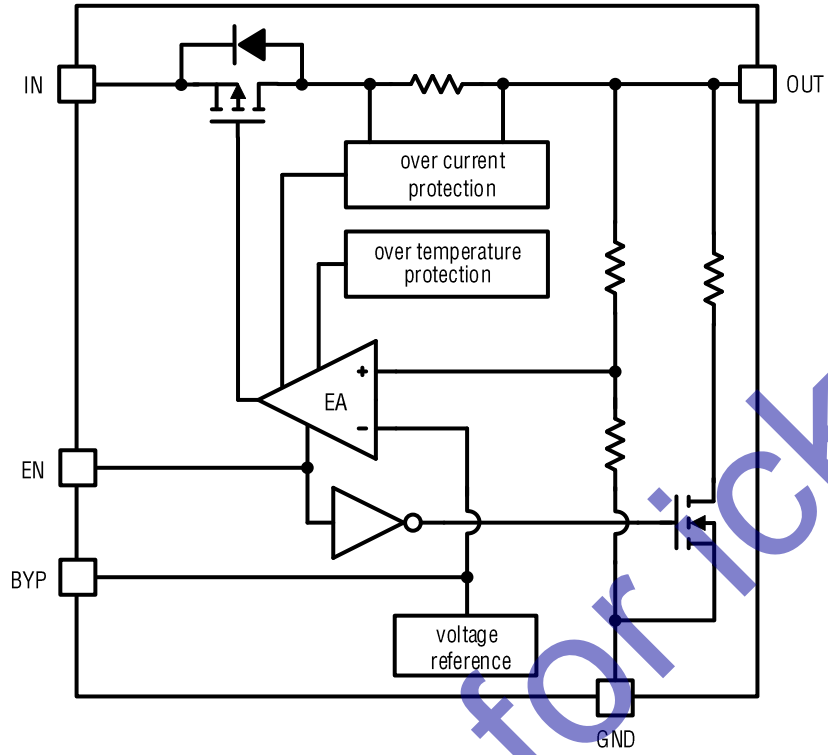 IN
OUT
over current
protection
over temperature
protection
+
EA
−
EN
BYP
voltage
reference
GND
for ick